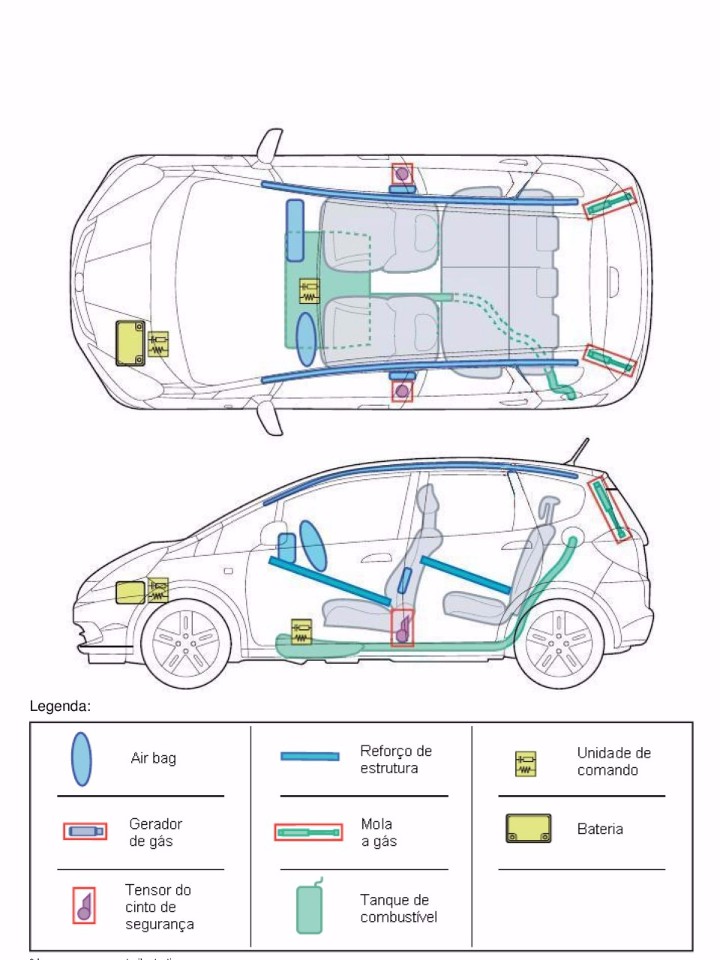 Legenda:
Air bag
Reforço de
estrutura
Unidade de
comando
Gerador
de gás
Mola
a gás
Bateria
Tensor do
cinto de
segurança
Tanque de
combustível